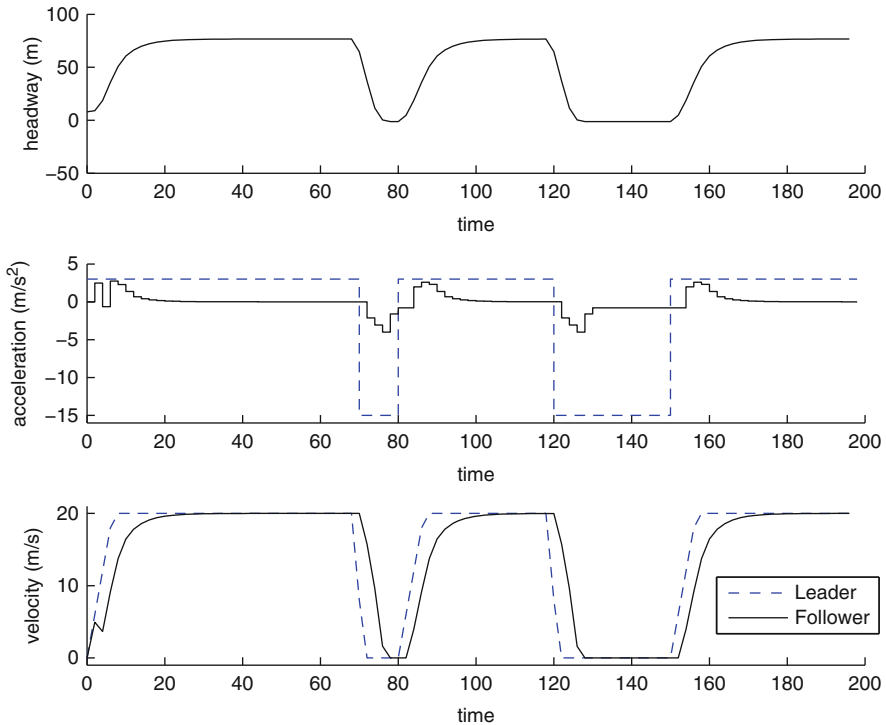 100
50
0
−50
headway (m)
0 20 40 60 80 100 120 140 160 180 200
time
5
0
−5
−10
−15
acceleration (m/s²)
0 20 40 60 80 100 120 140 160 180 200
time
20
10
0
velocity (m/s)
Leader
Follower
0 20 40 60 80 100 120 140 160 180 200
time